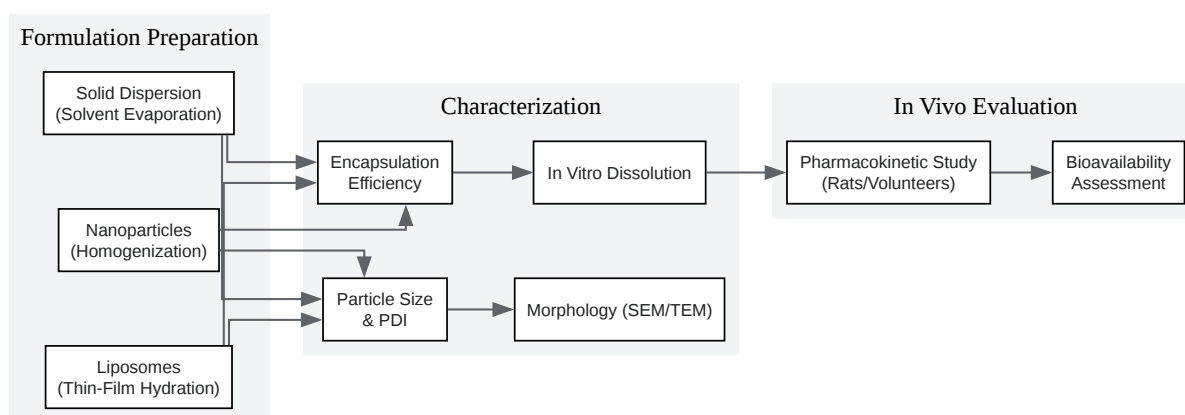 Formulation Preparation
Solid Dispersion
(Solvent Evaporation)
Nanoparticles
(Homogenization)
Liposomes
(Thin-Film Hydration)
Characterization
Encapsulation
Efficiency
In Vitro Dissolution
Particle Size
& PDI
Morphology (SEM/TEM)
In Vivo Evaluation
Pharmacokinetic Study
(Rats/Volunteers)
Bioavailability
Assessment